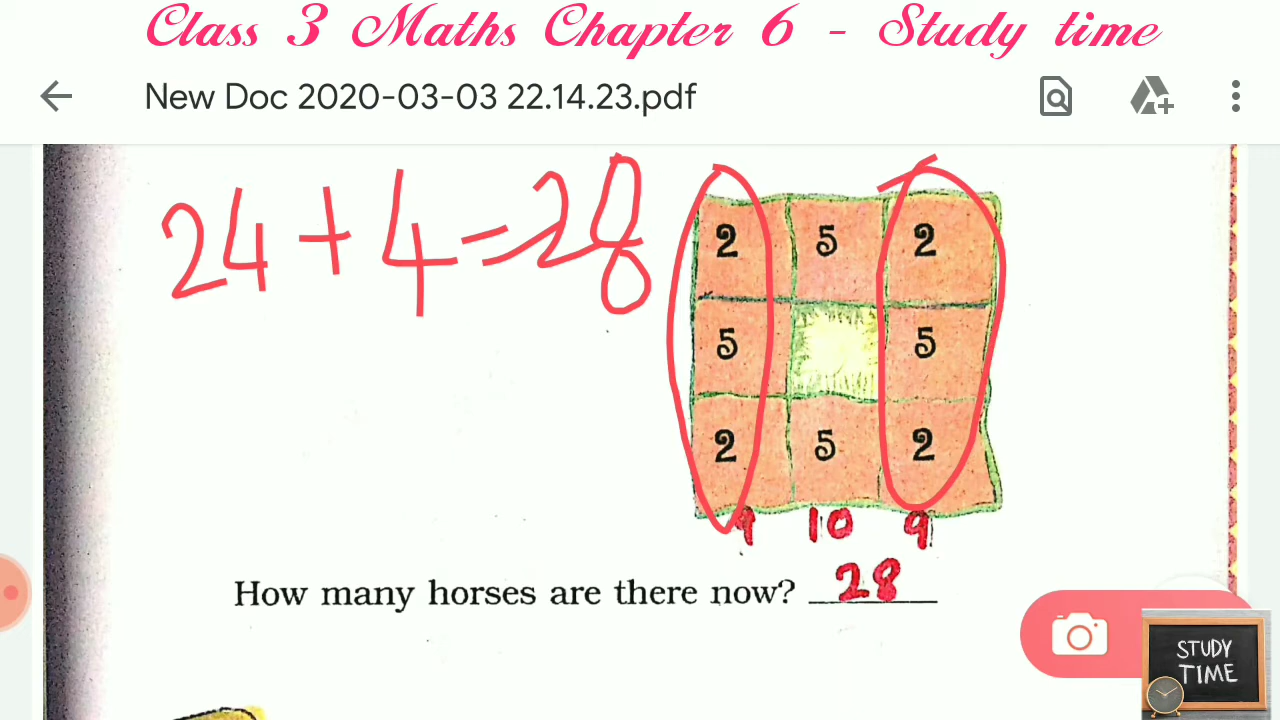 Class 3 Maths Chapter 6 - Study time
New Doc 2020-03-03 22.14.23.pdf
24 + 4 = 28
2 5 2
5 5
2 5 2
9 10 9
How many horses are there now? 28
STUDY
TIME